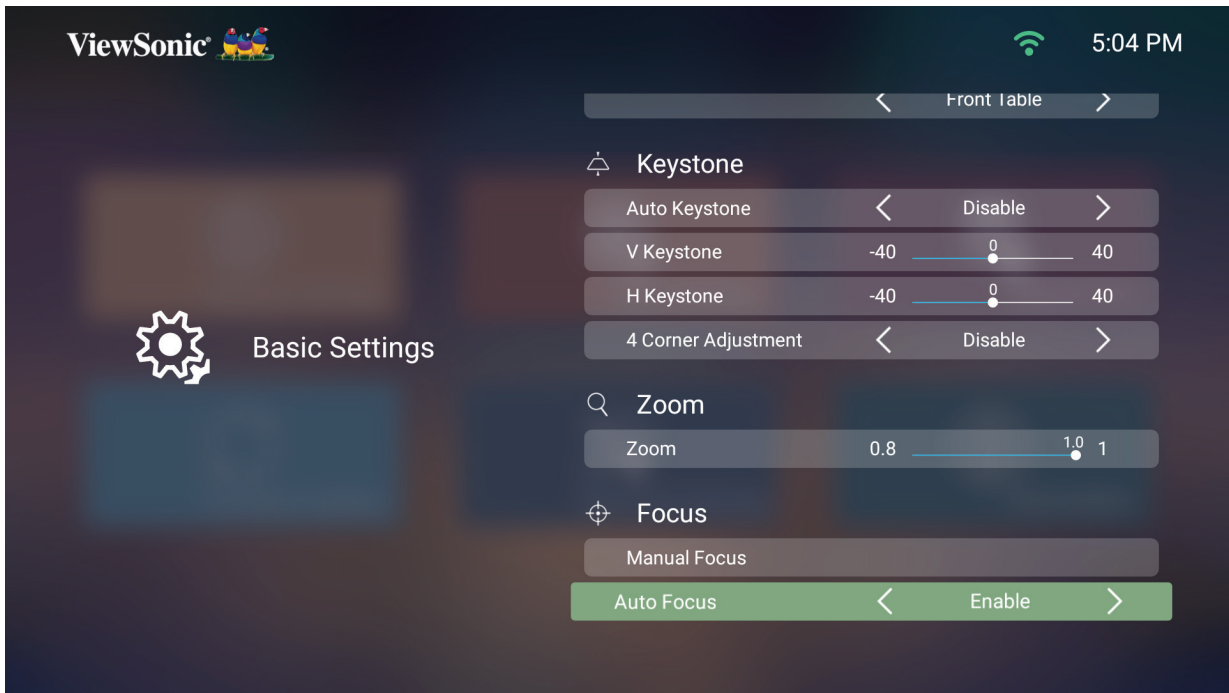 ViewSonic®
5:04 PM
Front Table
Keystone
Auto Keystone Disable
V Keystone -40 0 40
H Keystone -40 0 40
Basic Settings
4 Corner Adjustment Disable
Zoom
Zoom 0.8 1.0 1
Focus
Manual Focus
Auto Focus Enable